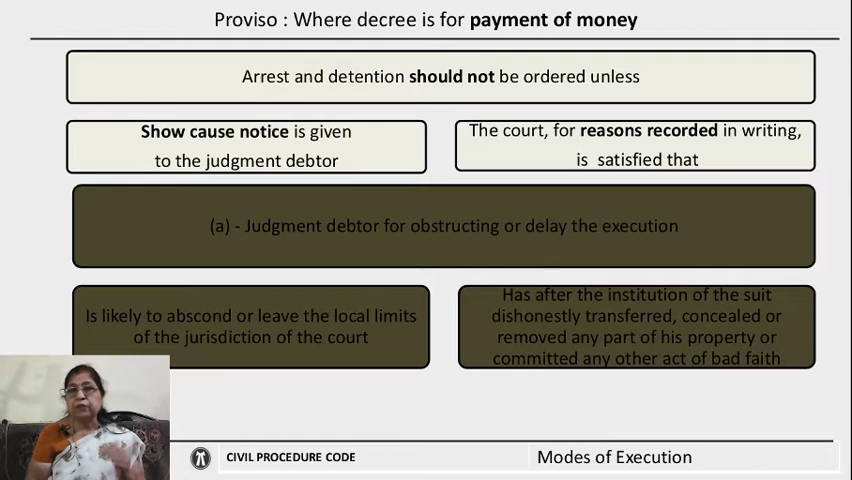 Proviso : Where decree is for payment of money
Arrest and detention should not be ordered unless
Show cause notice is given
to the judgment debtor
The court, for reasons recorded in writing,
is satisfied that
(a) - Judgment debtor for obstructing or delay the execution
Is likely to abscond or leave the local limits
of the jurisdiction of the court
Has after the institution of the suit
dishonestly transferred, concealed or
removed any part of his property or
committed any other act of bad faith
CIVIL PROCEDURE CODE
Modes of Execution